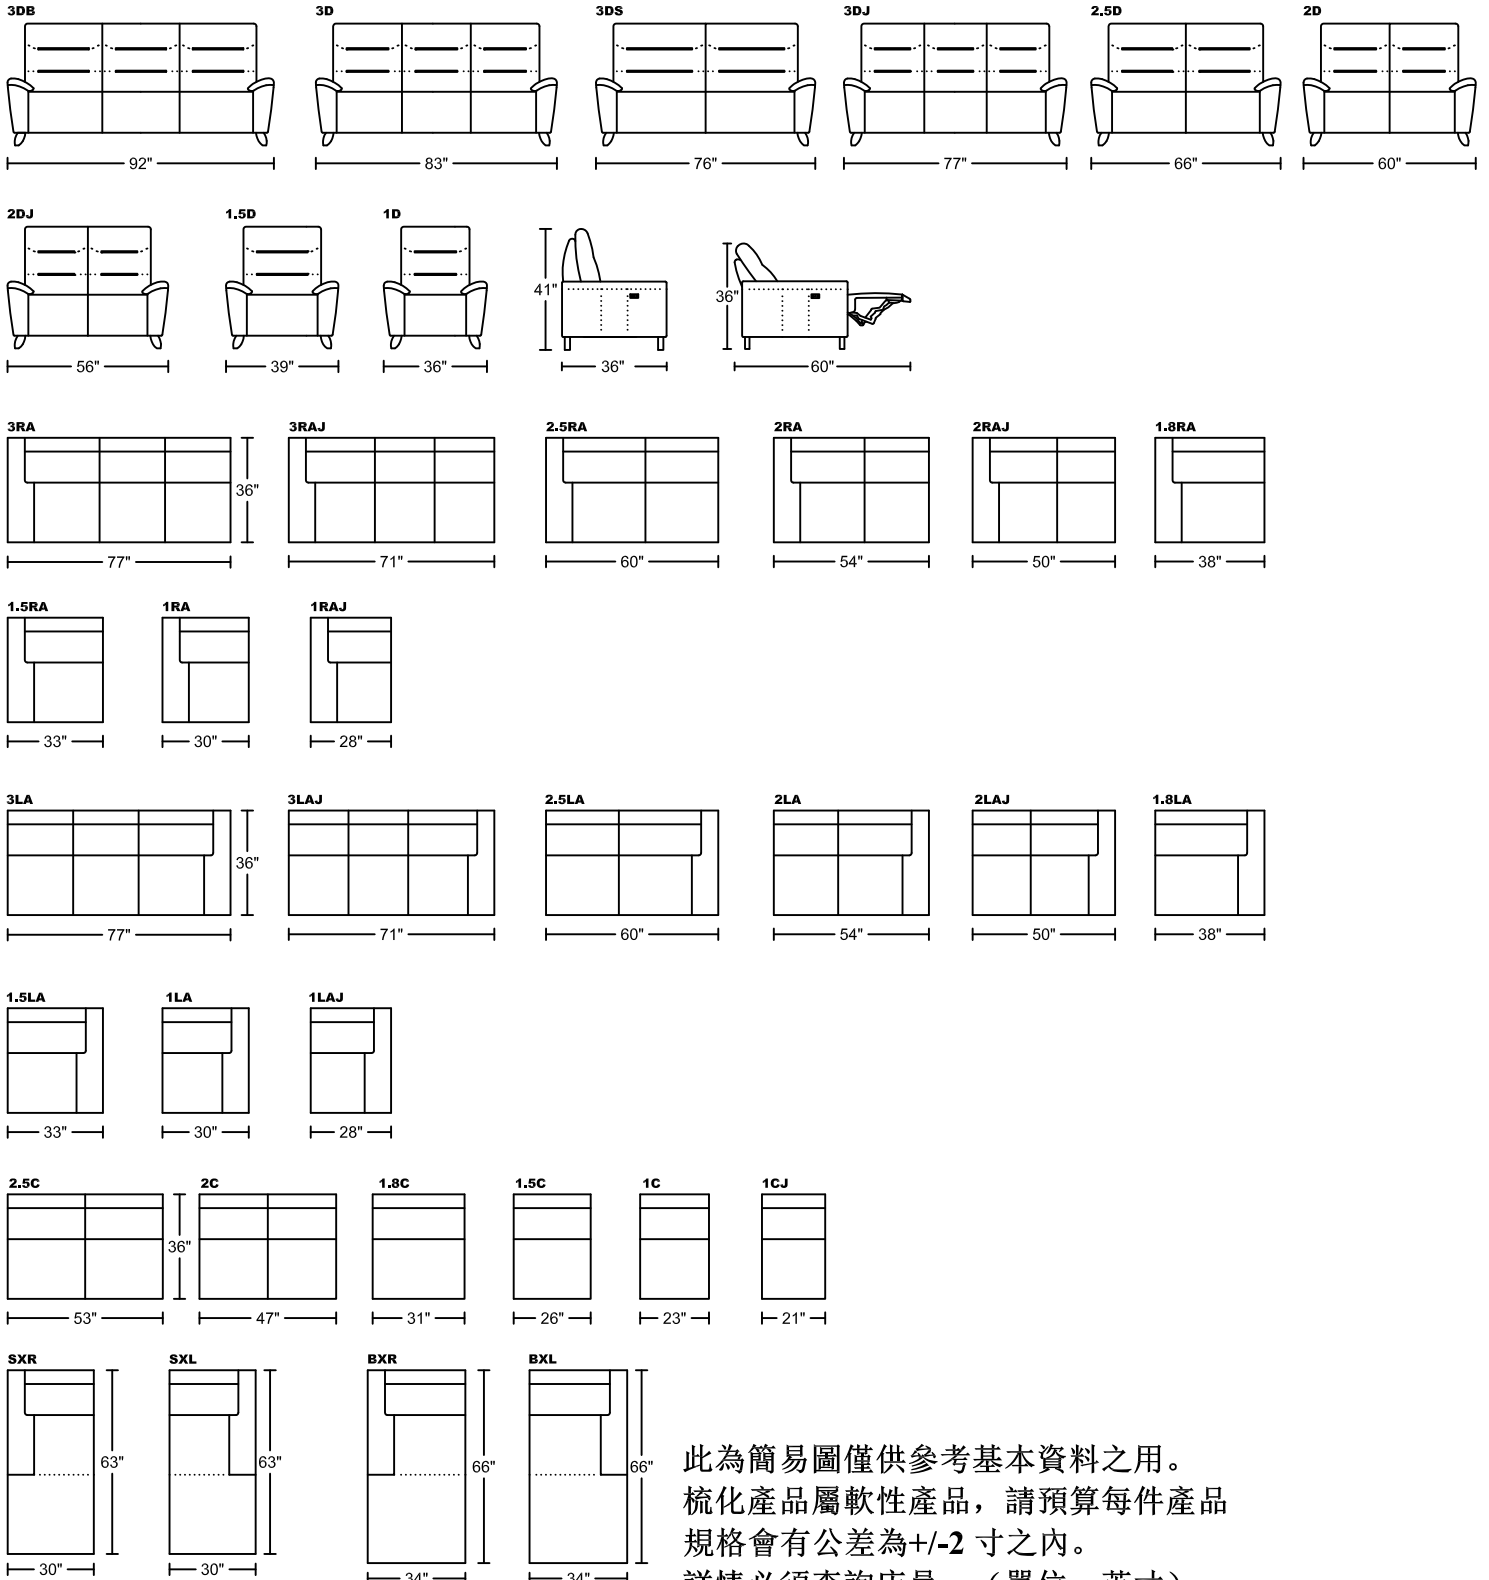 3DB 3D 3DS 3DJ 2.5D 2D
92" 83" 76" 77" 66" 60"
2DJ 1.5D 1D
41" 36"
56" 39" 36" 36" 60"
3RA 3RAJ 2.5RA 2RA 2RAJ 1.8RA
36"
77" 71" 60" 54" 50" 38"
1.5RA 1RA 1RAJ
33" 30" 28"
3LA 3LAJ 2.5LA 2LA 2LAJ 1.8LA
36"
77" 71" 60" 54" 50" 38"
1.5LA 1LA 1LAJ
33" 30" 28"
2.5C 2C 1.8C 1.5C 1C 1CJ
36"
53" 47" 31" 26" 23" 21"
SXR SXL BXR BXL
63" 63" 66" 66"
30" 30" 34" 34"
此為簡易圖僅供參考基本資料之用。
梳化產品屬軟性產品，請預算每件產品
規格會有公差為+/-2 寸之內。